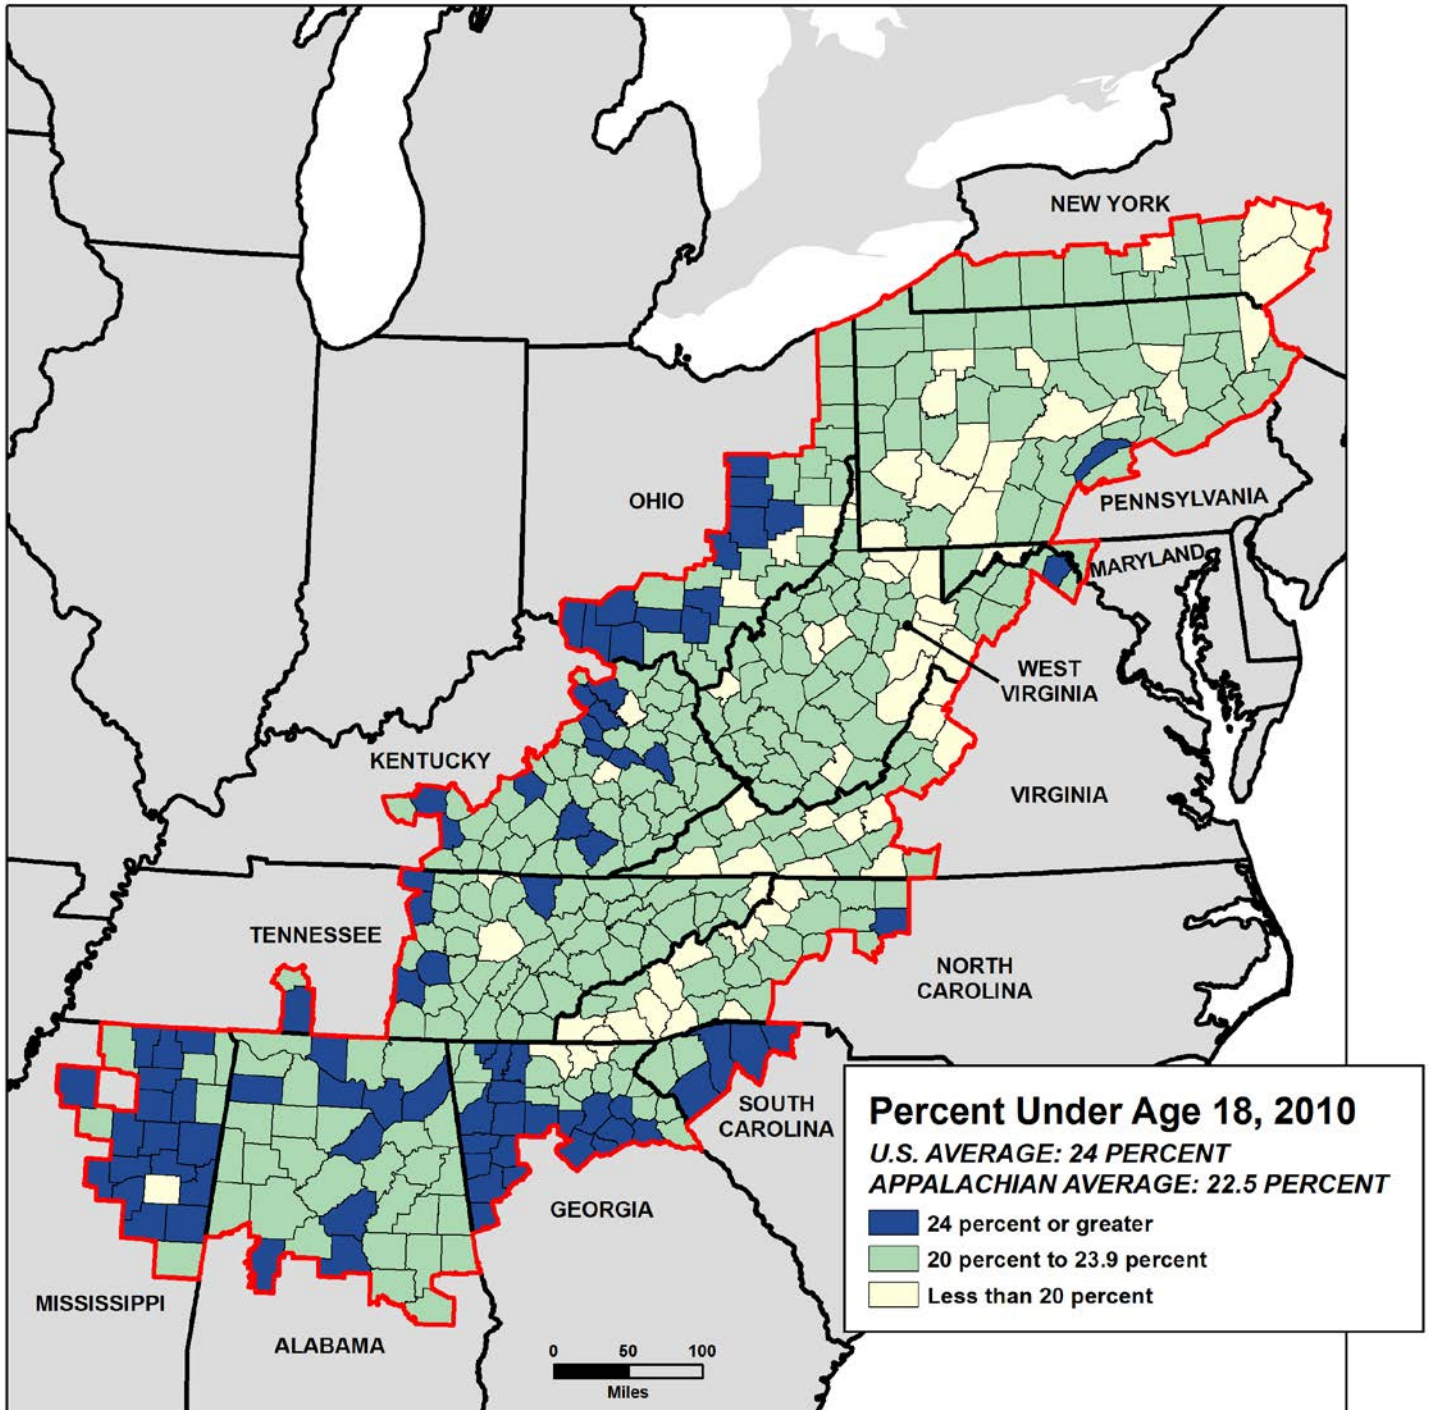 NEW YORK
OHIO
PENNSYLVANIA
MARYLAND
WEST
VIRGINIA
KENTUCKY
VIRGINIA
TENNESSEE
NORTH
CAROLINA
SOUTH
CAROLINA
GEORGIA
MISSISSIPPI
ALABAMA
Percent Under Age 18, 2010
U.S. AVERAGE: 24 PERCENT
APPALACHIAN AVERAGE: 22.5 PERCENT
24 percent or greater
20 percent to 23.9 percent
Less than 20 percent
0 50 100
Miles